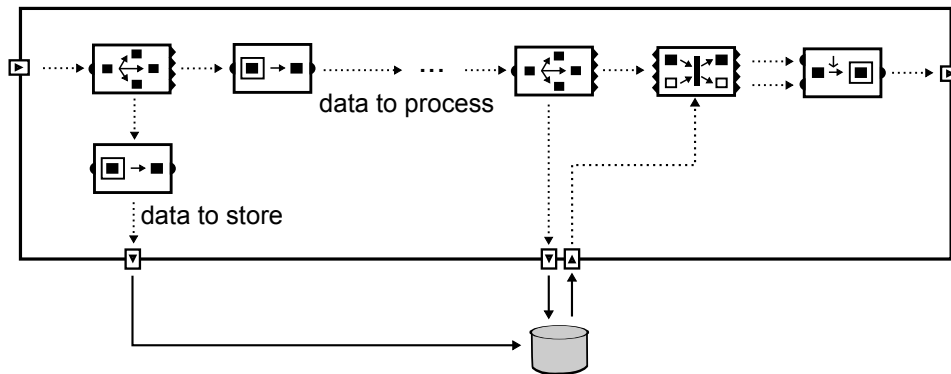 ...
data to process
data to store